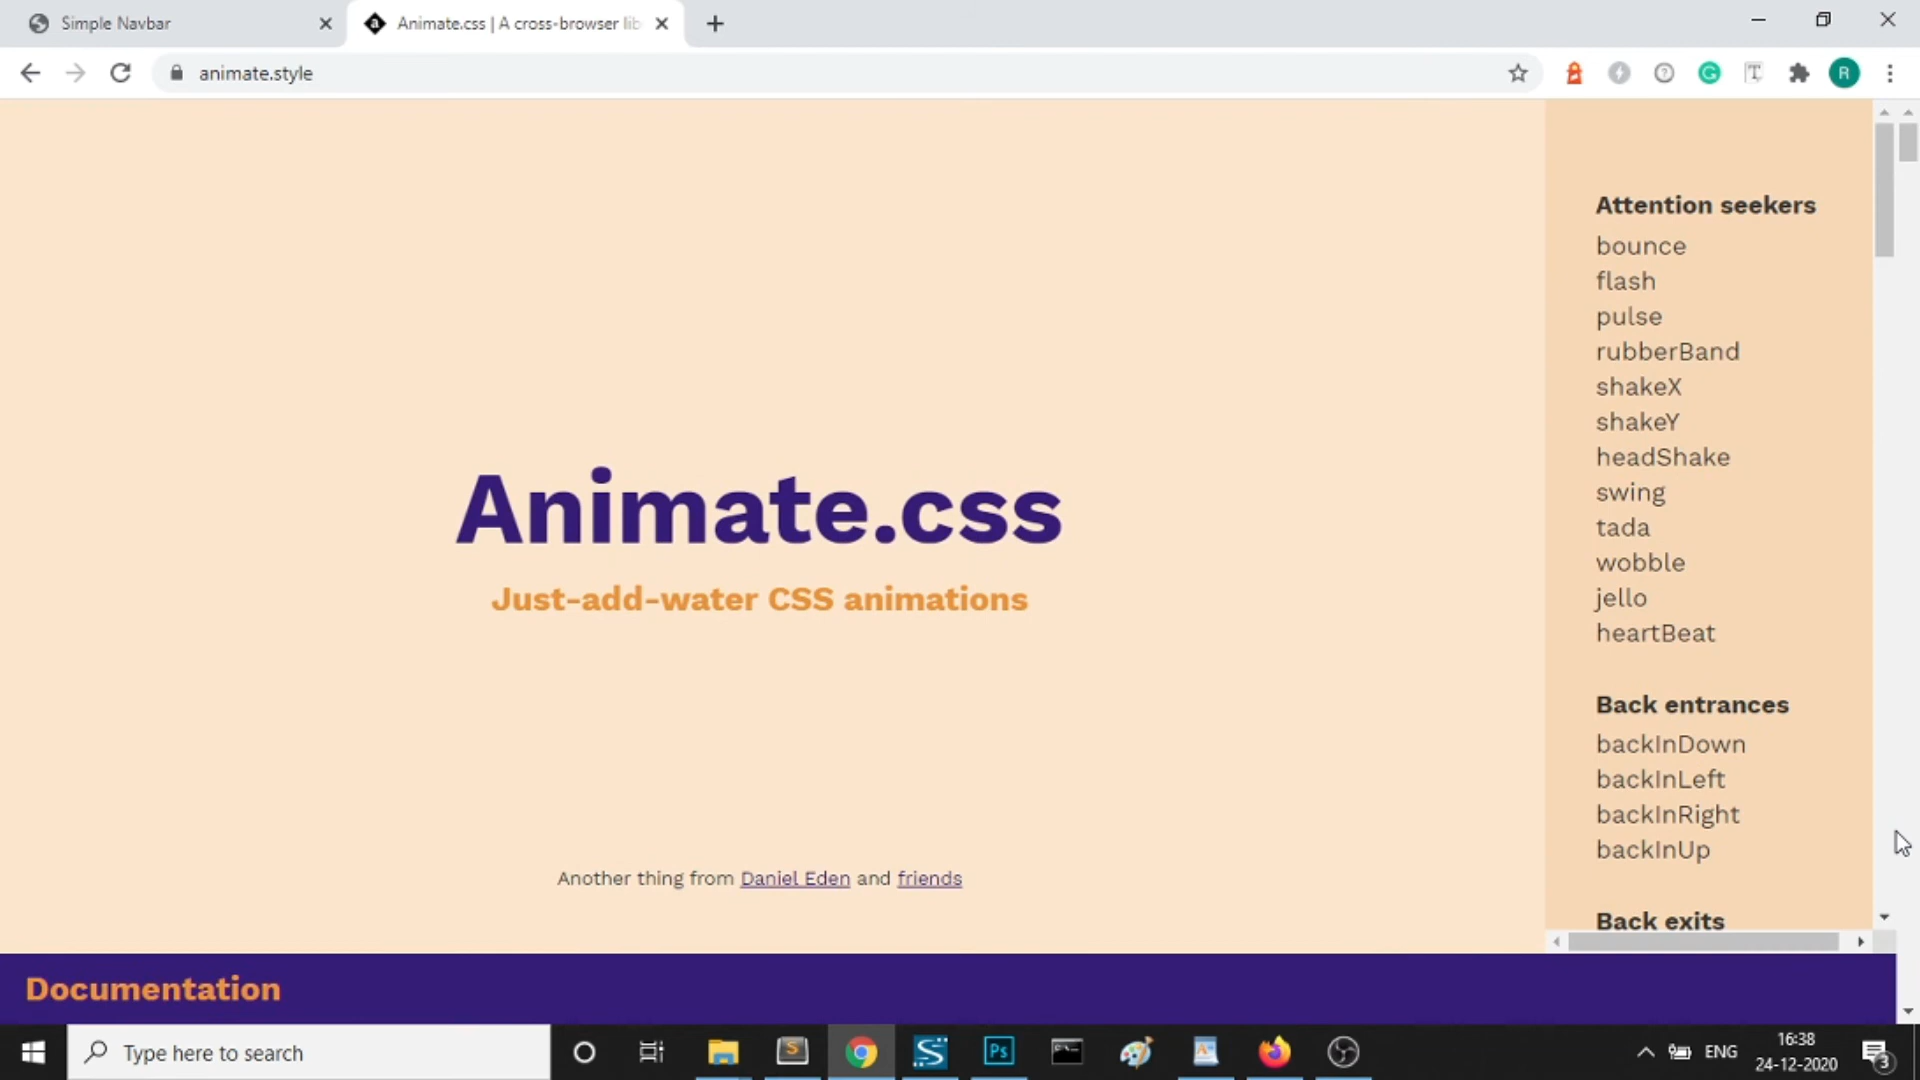 Simple Navbar
Animate.css | A cross-browser lib
animate.style
R
Attention seekers
bounce
flash
pulse
rubberBand
shakeX
shakeY
headShake
swing
tada
wobble
jello
heartBeat
Animate.css
Just-add-water CSS animations
Back entrances
backInDown
backInLeft
backInRight
backInUp
Another thing from Daniel Eden and friends
Back exits
Documentation
Type here to search
Ps
ENG
16:38
24-12-2020
3